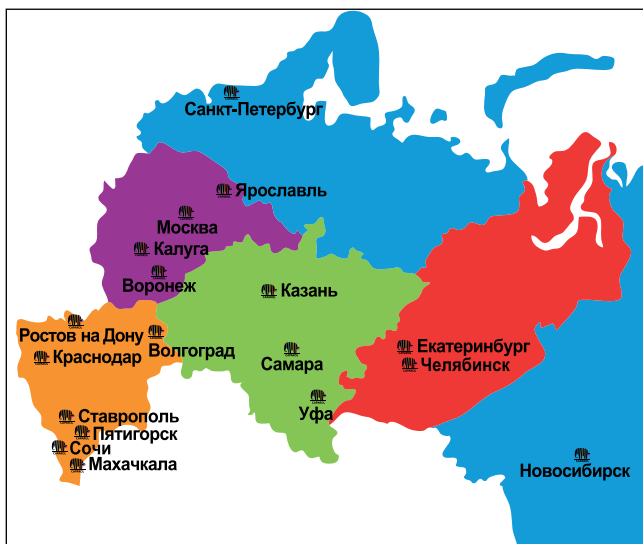 Санкт-Петербург
Ярославль
Москва
Калуга
Воронеж
Казань
Ростов на Дону
Волгоград
Краснодар
Самара
Екатеринбург
Челябинск
Уфа
Ставрополь
Пятигорск
Сочи
Махачкала
Новосибирск